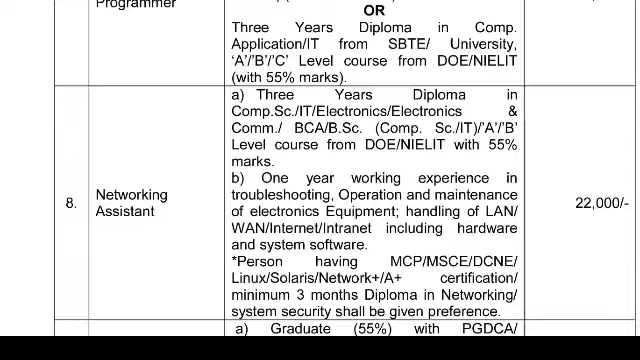 Programmer
OR
Three Years Diploma in Comp.
Application/IT from SBTE/ University,
‘A’/’B’/’C’ Level course from DOE/NIELIT
(with 55% marks).
8.
Networking
Assistant
a) Three Years Diploma in
Comp.Sc./IT/Electronics/Electronics &
Comm./ BCA/B.Sc. (Comp. Sc./IT)/’A’/’B’
Level course from DOE/NIELIT with 55%
marks.
b) One year working experience in
troubleshooting, Operation and maintenance
of electronics Equipment; handling of LAN/
WAN/Internet/Intranet including hardware
and system software.
*Person having MCP/MSCE/DCNE/
Linux/Solaris/Network+/A+ certification/
minimum 3 months Diploma in Networking/
system security shall be given preference.
22,000/-
a) Graduate (55%) with PGDCA/